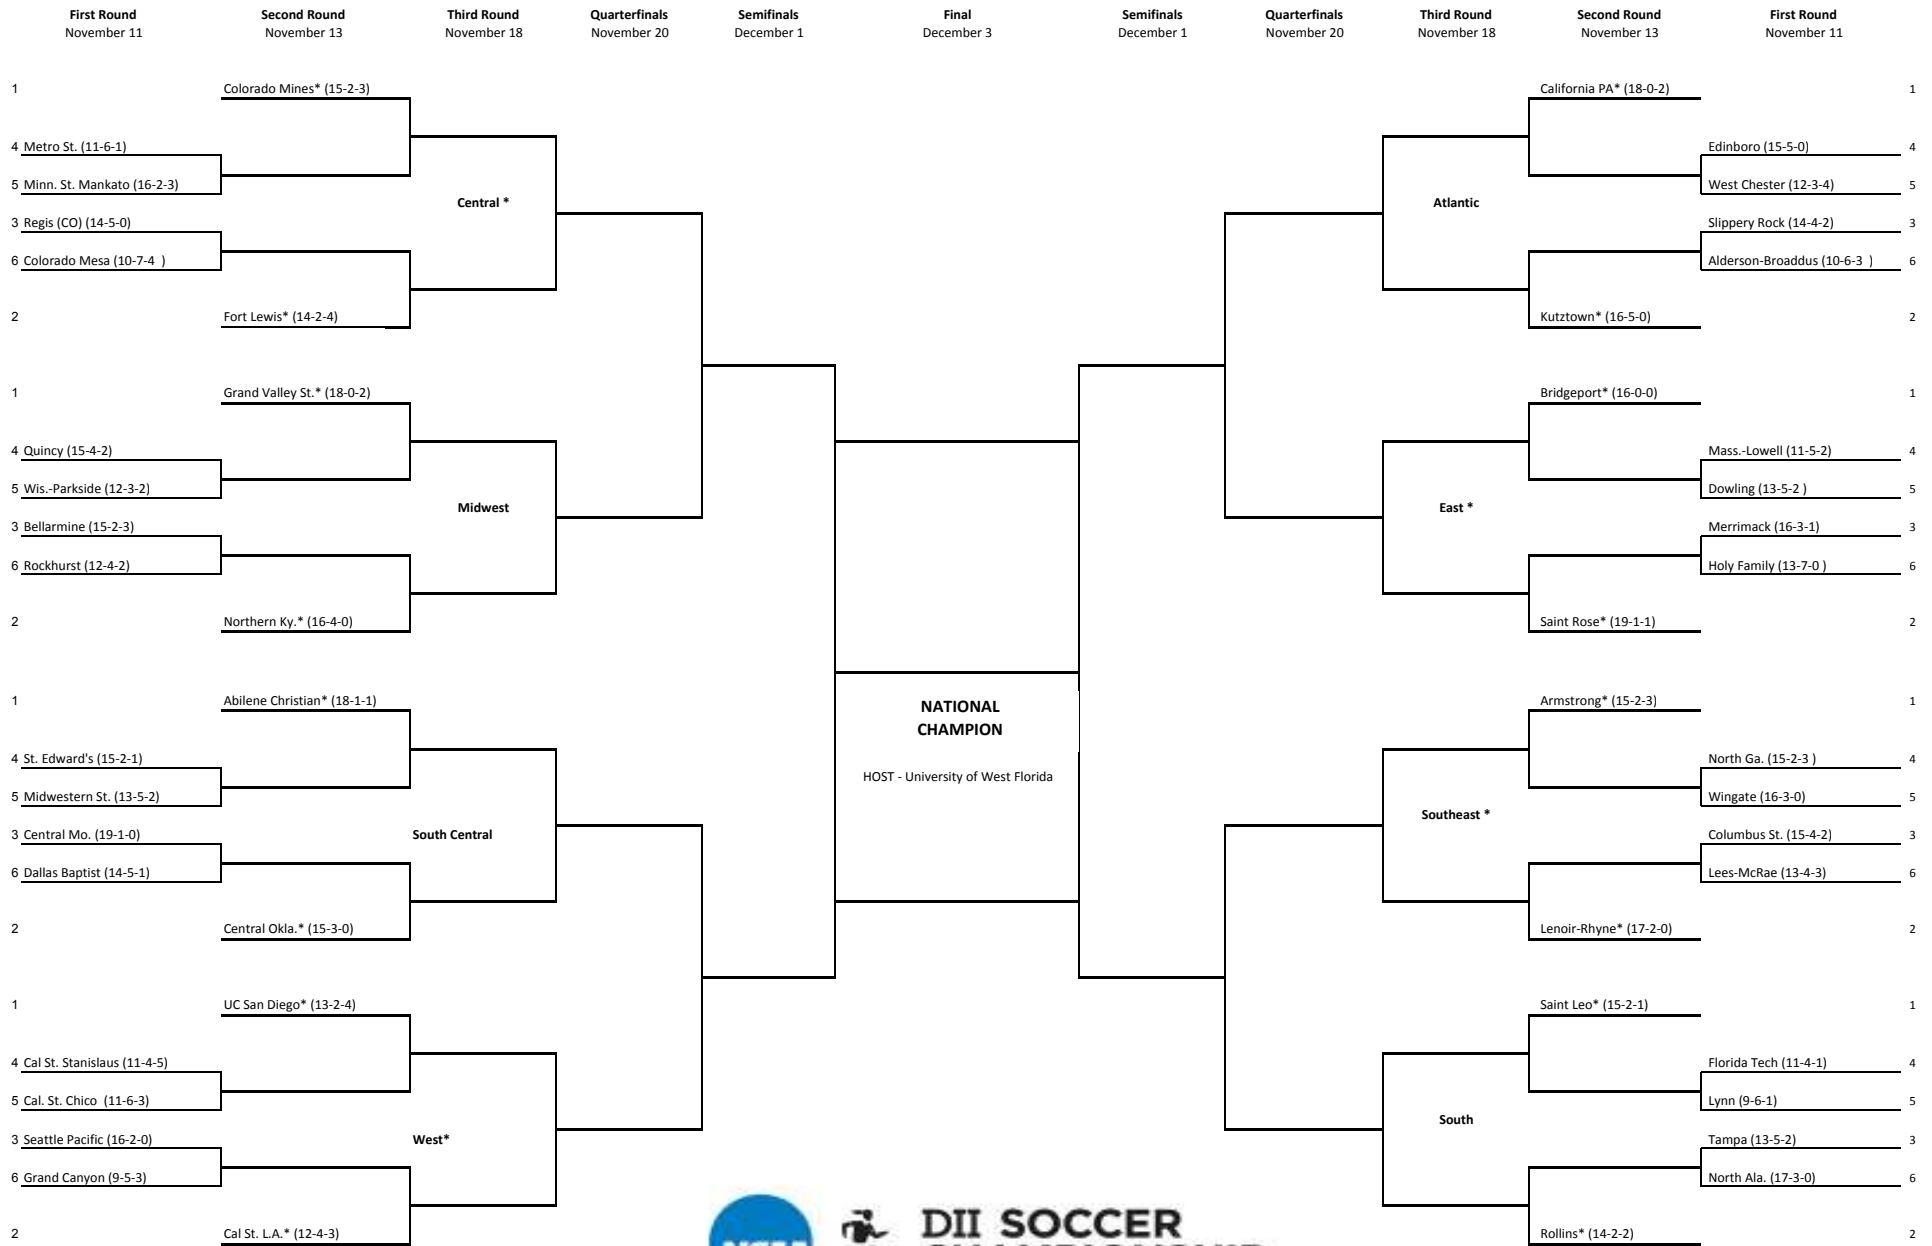 First Round Second Round Third Round Quarterfinals Semifinals Final Semifinals Quarterfinals Third Round Second Round First Round
November 11 November 13 November 18 November 20 December 1 December 3 December 1 November 20 November 18 November 13 November 11
1 Colorado Mines* (15-2-3) California PA* (18-0-2) 1
4 Metro St. (11-6-1) Edinboro (15-5-0) 4
5 Minn. St. Mankato (16-2-3) West Chester (12-3-4) 5
Central * Atlantic
3 Regis (CO) (14-5-0) Slippery Rock (14-4-2) 3
6 Colorado Mesa (10-7-4 ) Alderson-Broaddus (10-6-3 ) 6
2 Fort Lewis* (14-2-4) Kutztown* (16-5-0) 2
1 Grand Valley St.* (18-0-2) Bridgeport* (16-0-0) 1
4 Quincy (15-4-2) Mass.-Lowell (11-5-2) 4
5 Wis.-Parkside (12-3-2) Dowling (13-5-2 ) 5
Midwest East *
3 Bellarmine (15-2-3) Merrimack (16-3-1) 3
6 Rockhurst (12-4-2) Holy Family (13-7-0 ) 6
2 Northern Ky.* (16-4-0) Saint Rose* (19-1-1) 2
1 Abilene Christian* (18-1-1) Armstrong* (15-2-3) 1
NATIONAL
CHAMPION
4 St. Edward's (15-2-1) North Ga. (15-2-3 ) 4
HOST - University of West Florida
5 Midwestern St. (13-5-2) Wingate (16-3-0) 5
Southeast *
3 Central Mo. (19-1-0) South Central Columbus St. (15-4-2) 3
6 Dallas Baptist (14-5-1) Lees-McRae (13-4-3) 6
2 Central Okla.* (15-3-0) Lenoir-Rhyne* (17-2-0) 2
1 UC San Diego* (13-2-4) Saint Leo* (15-2-1) 1
4 Cal St. Stanislaus (11-4-5) Florida Tech (11-4-1) 4
5 Cal. St. Chico (11-6-3) Lynn (9-6-1) 5
South
3 Seattle Pacific (16-2-0) West* Tampa (13-5-2) 3
6 Grand Canyon (9-5-3) North Ala. (17-3-0) 6
DII SOCCER
2 Cal St. L.A.* (12-4-3) Rollins* (14-2-2) 2